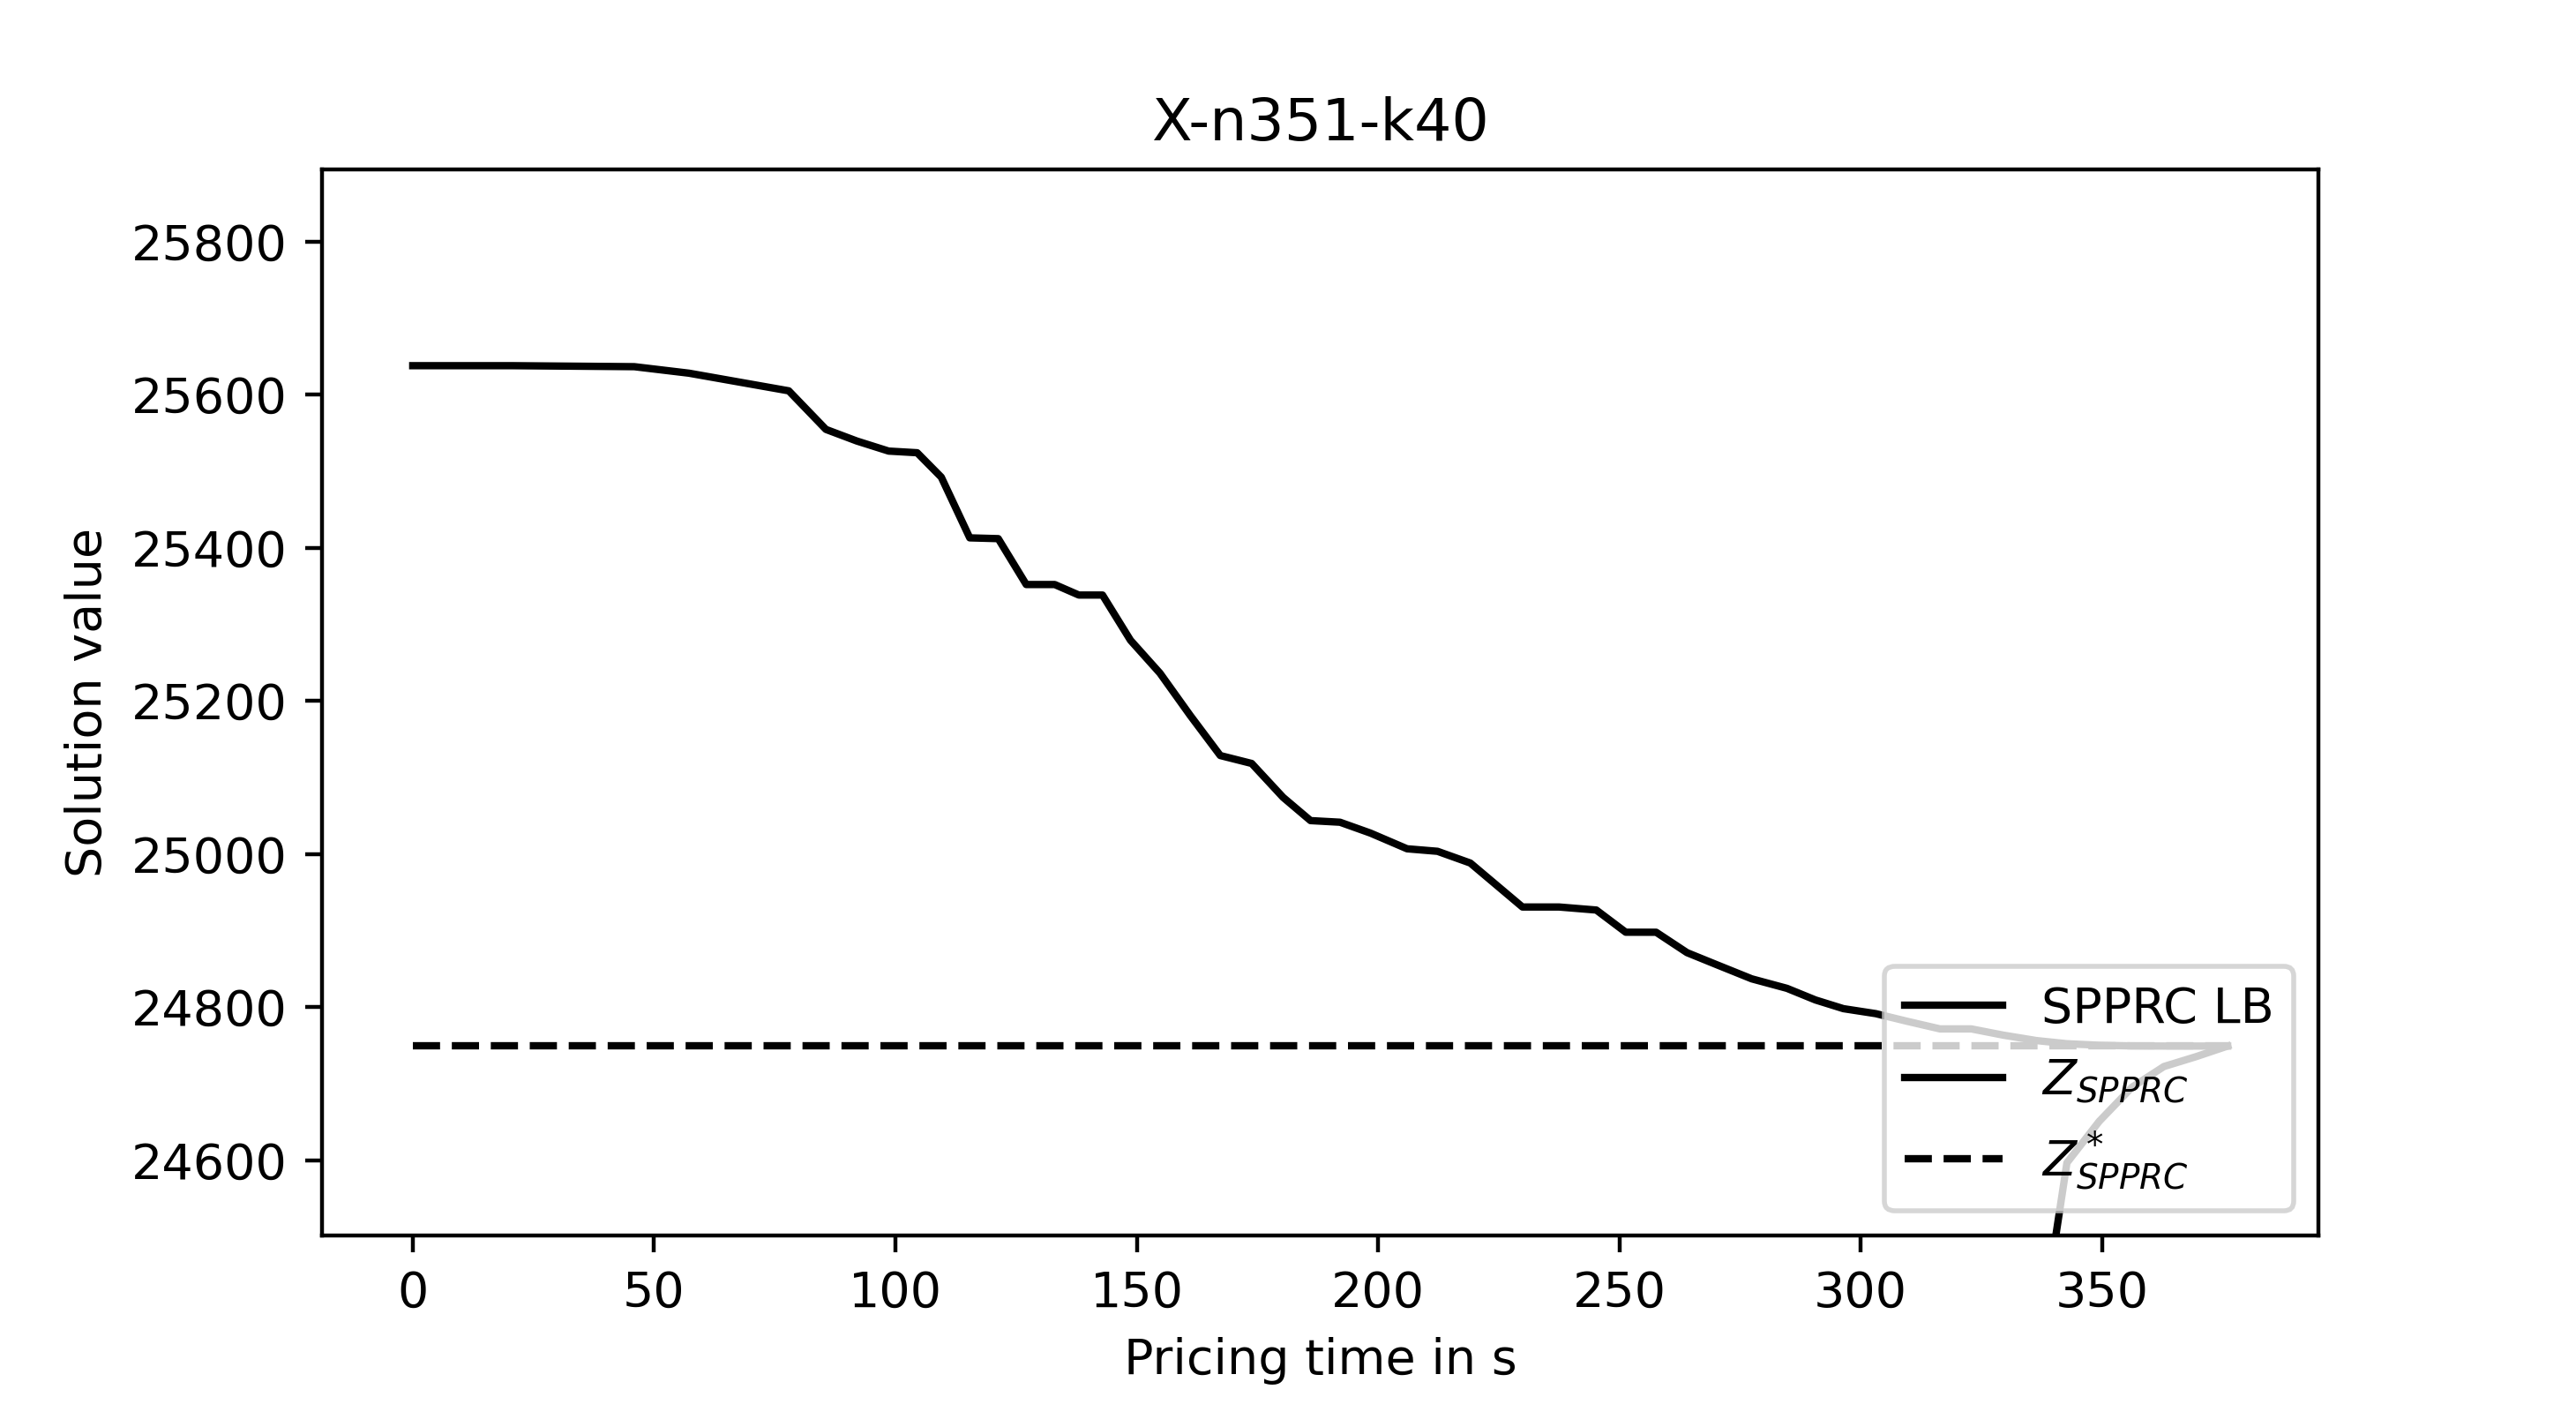 X-n351-k40
25800
25600
25400
25200
25000
24800
24600
Solution value
0 50 100 150 200 250 300 350
Pricing time in s
SPPRC LB
Z_SPPRC
Z*_SPPRC